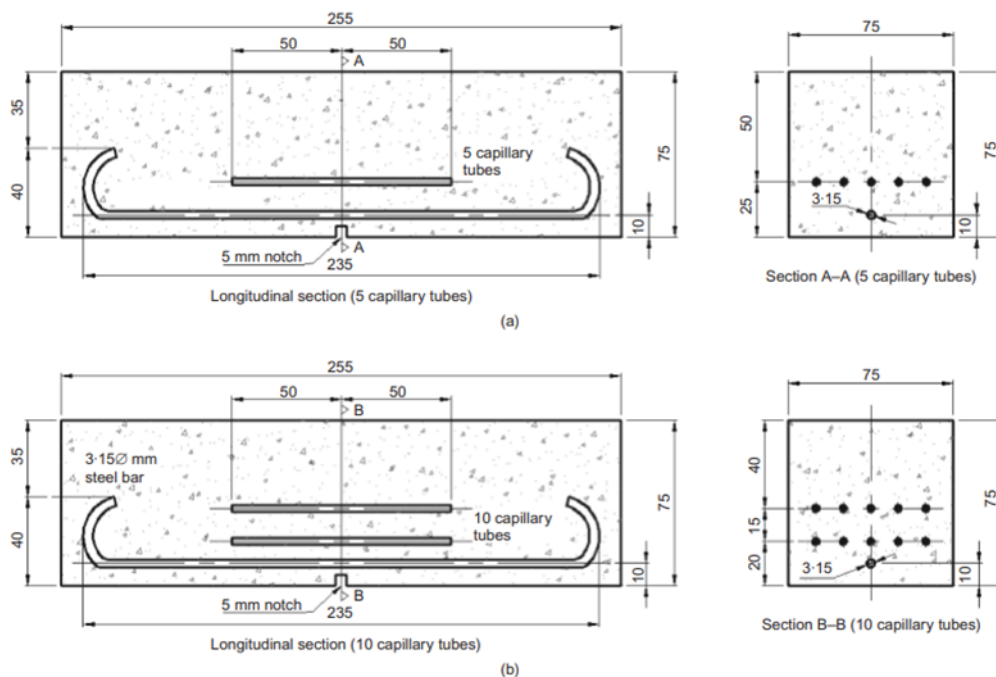 255
75
50
50
A
35
50
5 capillary
tubes
75
40
25
3·15
10
10
A
5 mm notch
235
Section A–A (5 capillary tubes)
Longitudinal section (5 capillary tubes)
(a)
255
75
50
50
B
35
3·15Ø mm
steel bar
40
75
10 capillary
tubes
15
40
20
3·15
10
10
B
5 mm notch
235
Section B–B (10 capillary tubes)
Longitudinal section (10 capillary tubes)
(b)
75
75